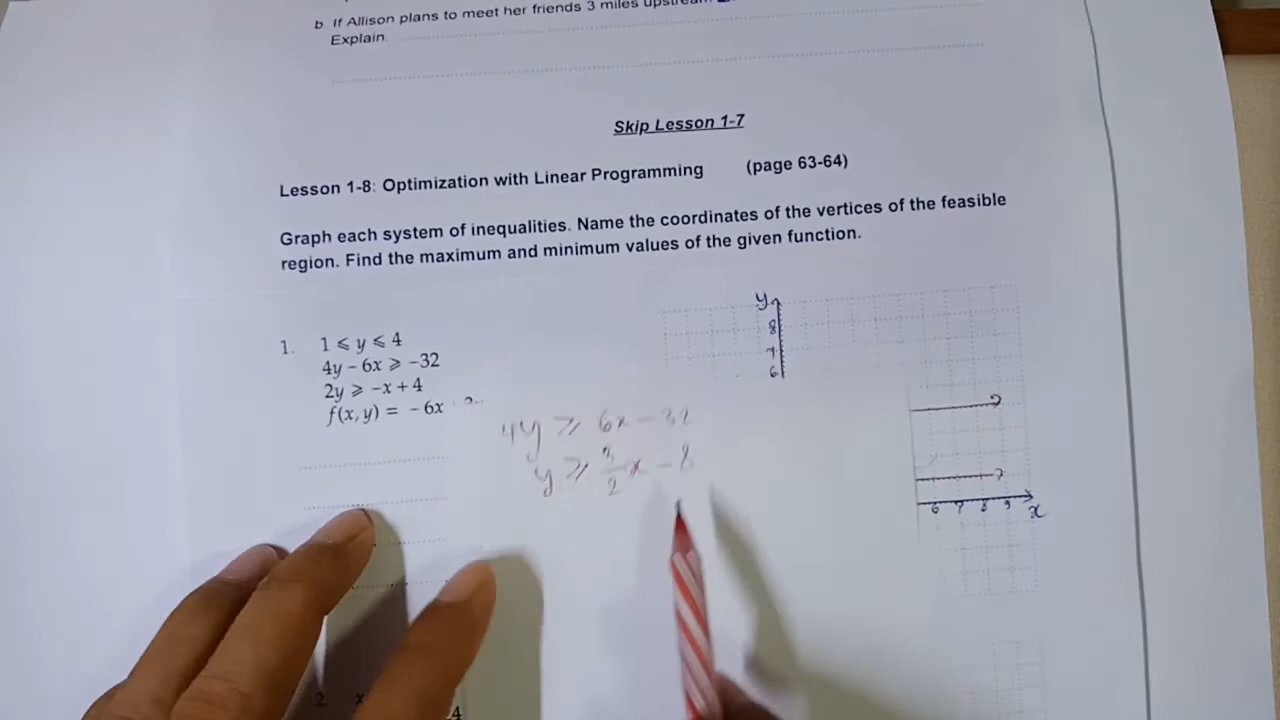 b. If Allison plans to meet her friends 3 miles upstream
Explain.
Skip Lesson 1-7
Lesson 1-8: Optimization with Linear Programming (page 63-64)
Graph each system of inequalities. Name the coordinates of the vertices of the feasible
region. Find the maximum and minimum values of the given function.
1. 1 ⩽ y ⩽ 4
4y – 6x ⩾ –32
2y ⩾ –x + 4
f(x, y) = – 6x
4y ⩾ 6x – 32
y ⩾ 3/2 x – 8
y
8
7
6
6 7 8 9 x
2 x
4